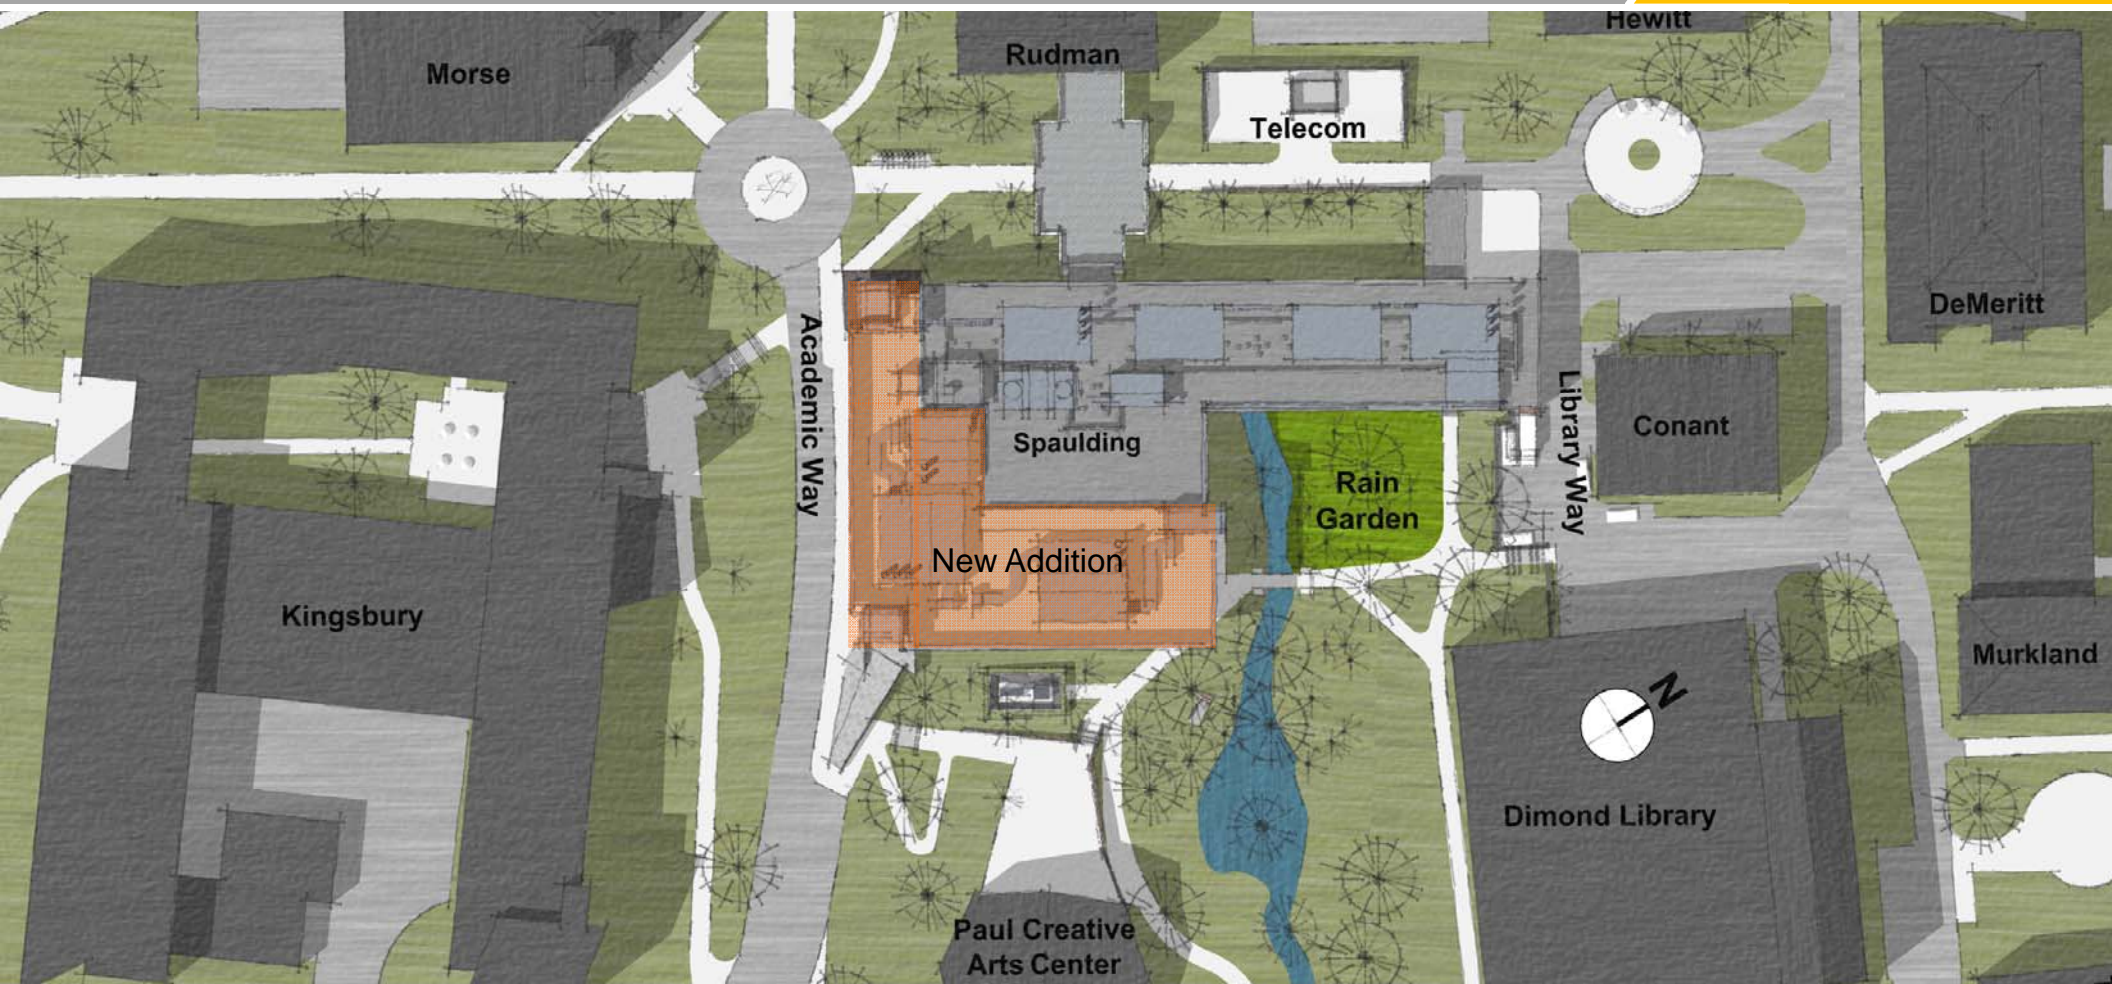 Hewitt
Morse
Rudman
Telecom
DeMeritt
Academic Way
Library Way
Conant
Spaulding
Rain
Garden
New Addition
Kingsbury
Murkland
N
Dimond Library
Paul Creative
Arts Center